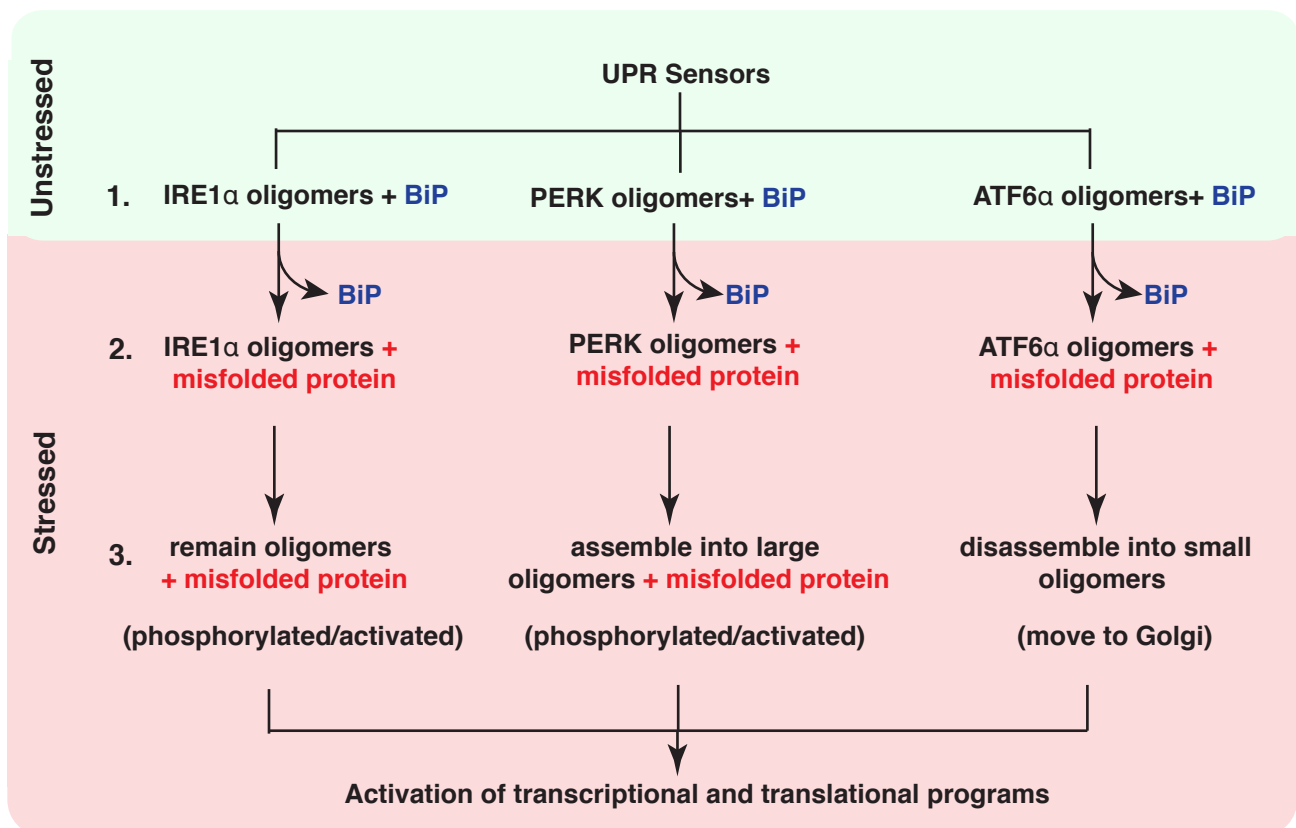 Unstressed
UPR Sensors
1. IRE1α oligomers + BiP
PERK oligomers+ BiP
ATF6α oligomers+ BiP
Stressed
BiP
BiP
BiP
2. IRE1α oligomers +
misfolded protein
PERK oligomers +
misfolded protein
ATF6α oligomers +
misfolded protein
3. remain oligomers
+ misfolded protein
(phosphorylated/activated)
assemble into large
oligomers + misfolded protein
(phosphorylated/activated)
disassemble into small
oligomers
(move to Golgi)
Activation of transcriptional and translational programs